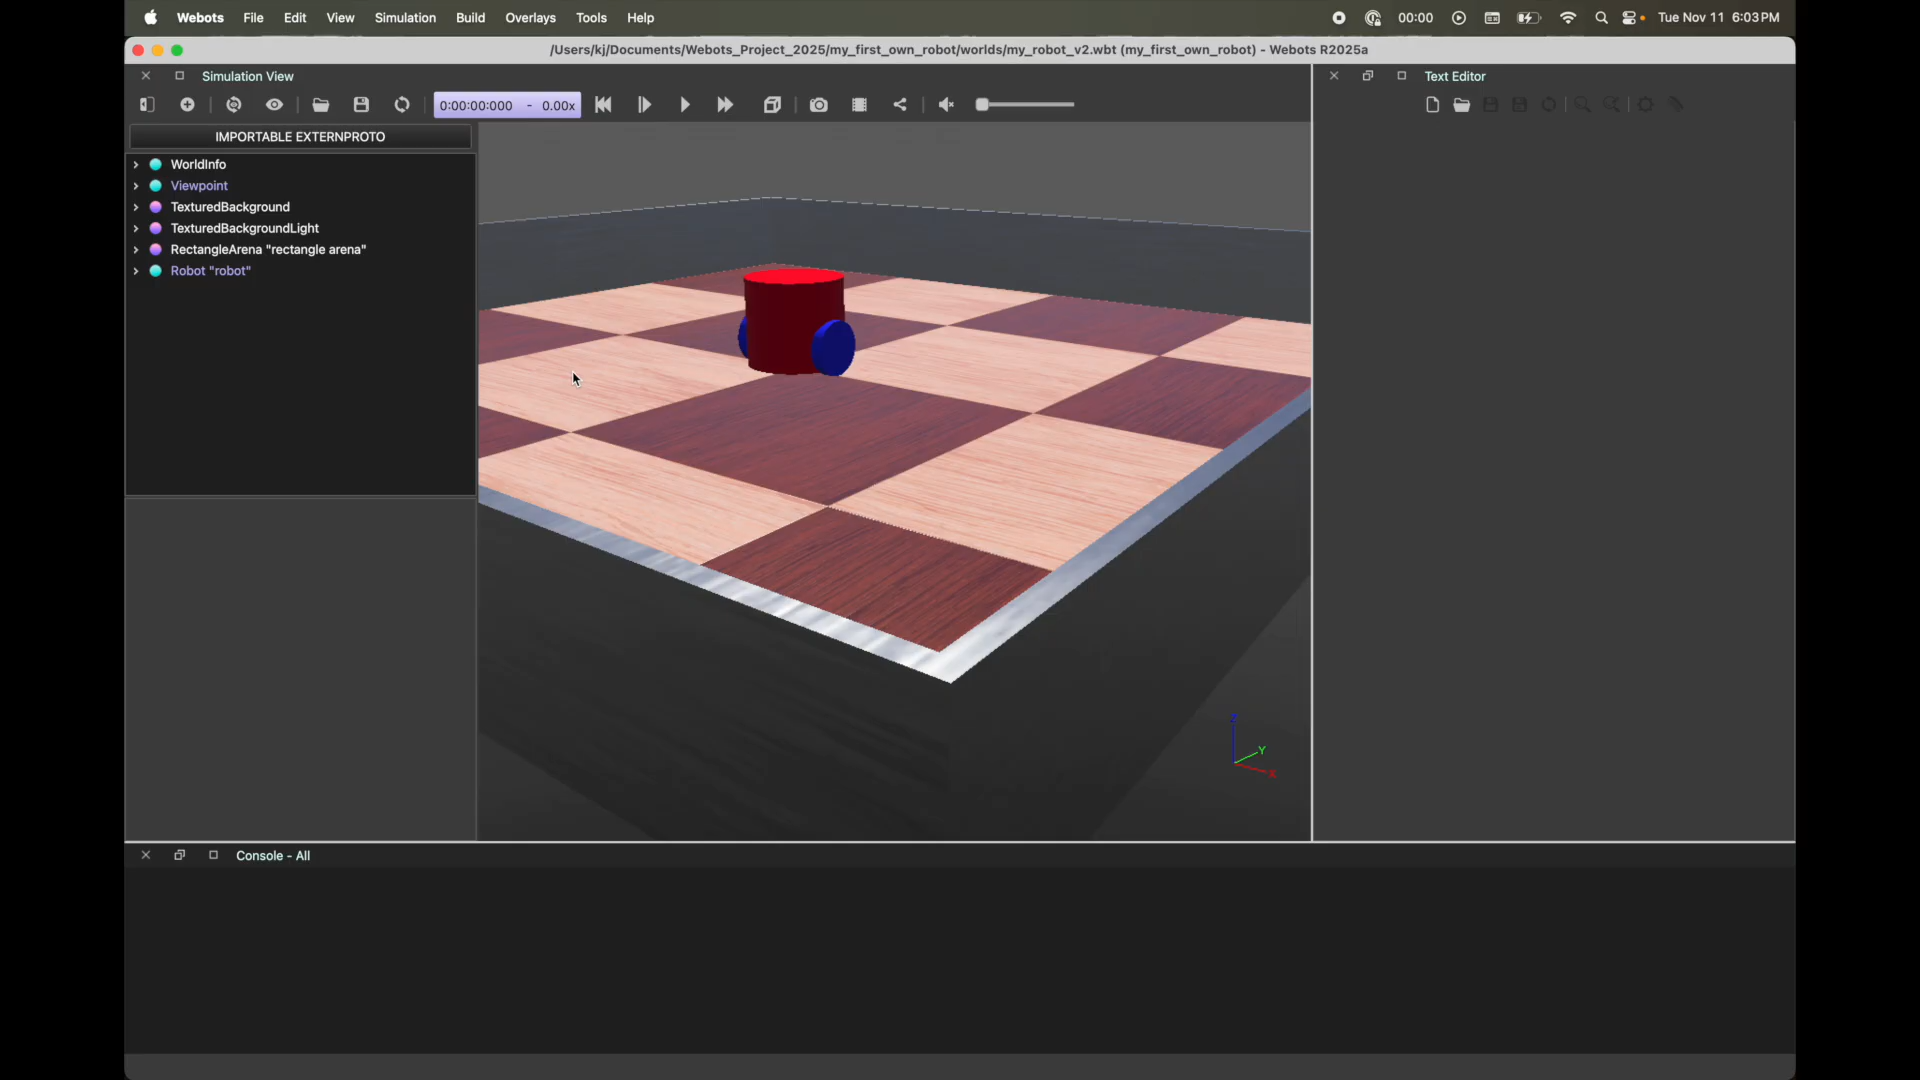 Webots File Edit View Simulation Build Overlays Tools Help 00:00 Tue Nov 11 6:03 PM
/Users/kj/Documents/Webots_Project_2025/my_first_own_robot/worlds/my_robot_v2.wbt (my_first_own_robot) - Webots R2025a
Simulation View
Text Editor
0:00:00:000 - 0.00x
IMPORTABLE EXTERNPROTO
WorldInfo
Viewpoint
TexturedBackground
TexturedBackgroundLight
RectangleArena "rectangle arena"
Robot "robot"
Z
Y
X
Console - All